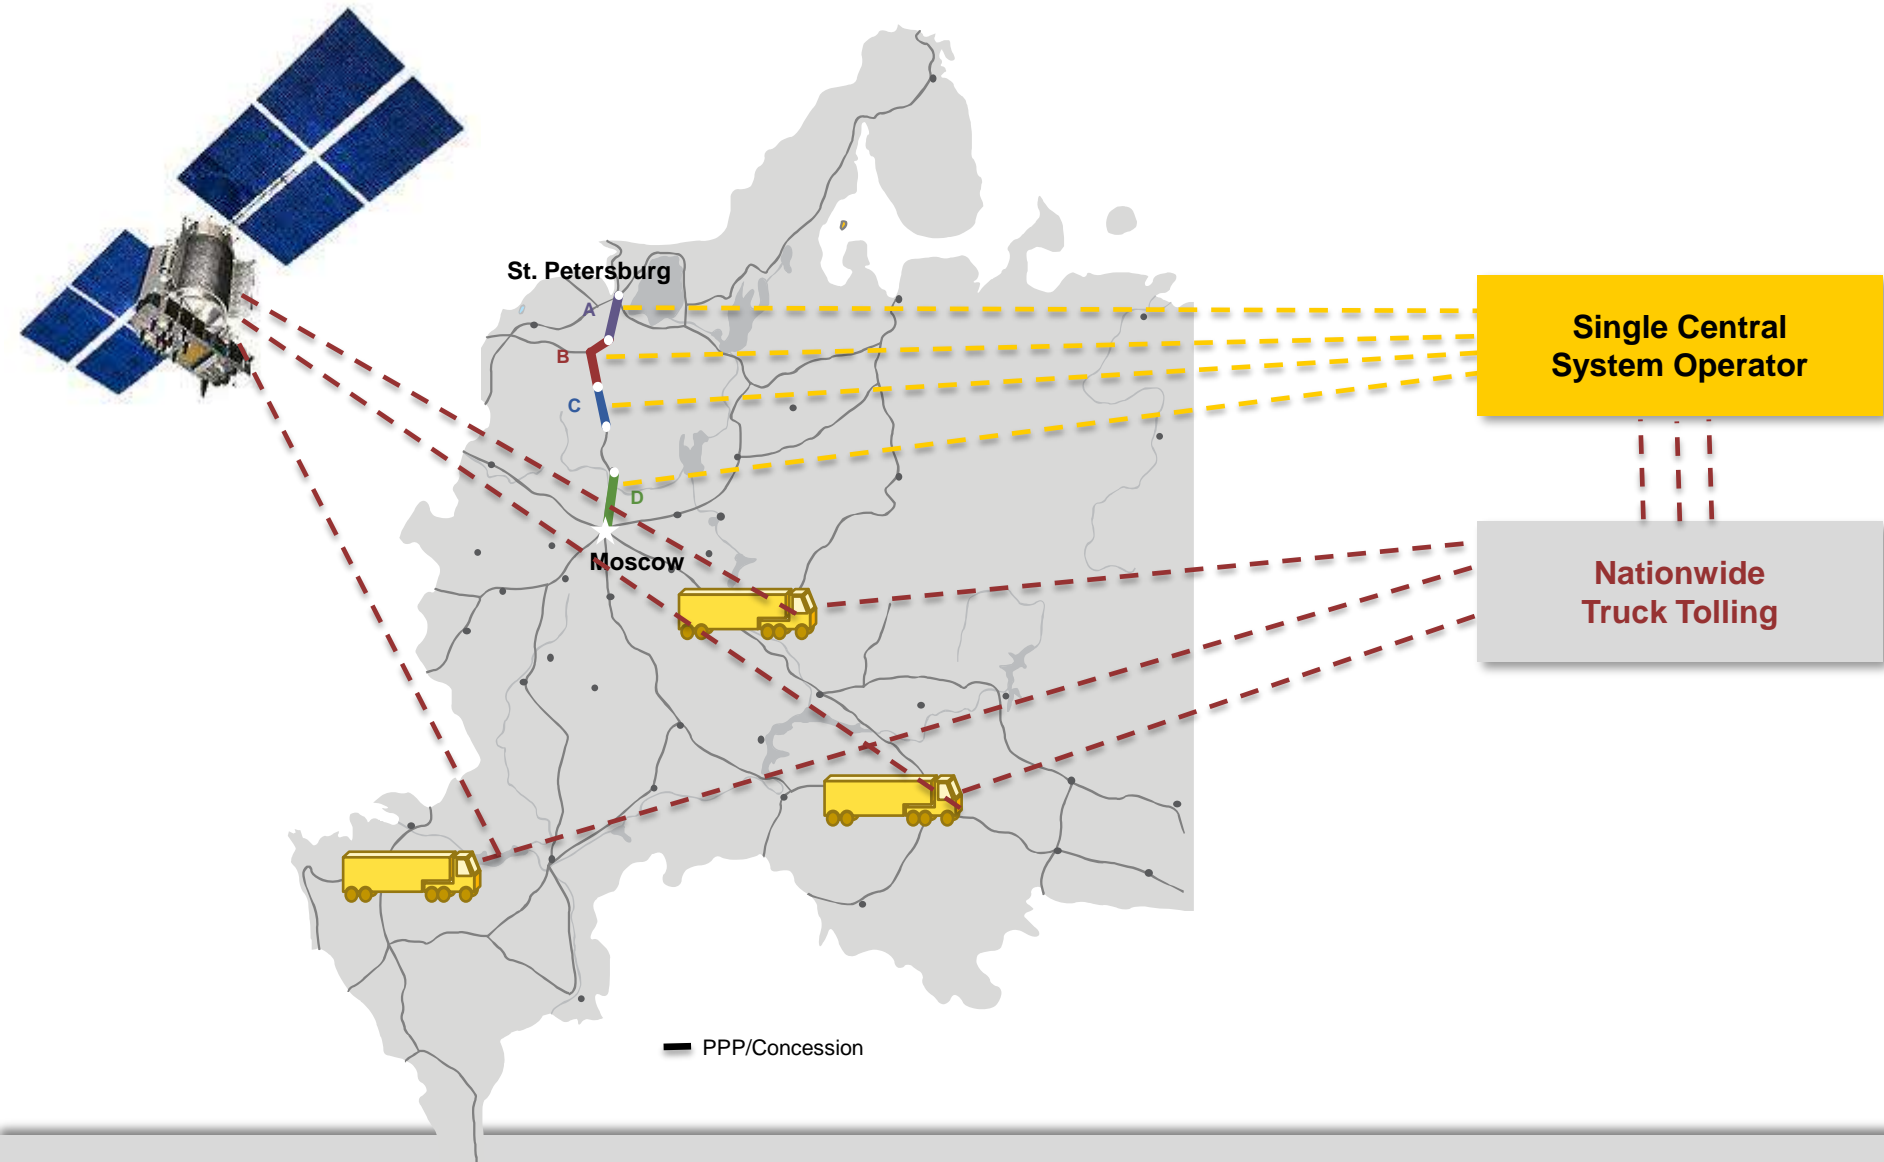 St. Petersburg
A
B
C
D
Moscow
Single Central
System Operator
Nationwide
Truck Tolling
PPP/Concession